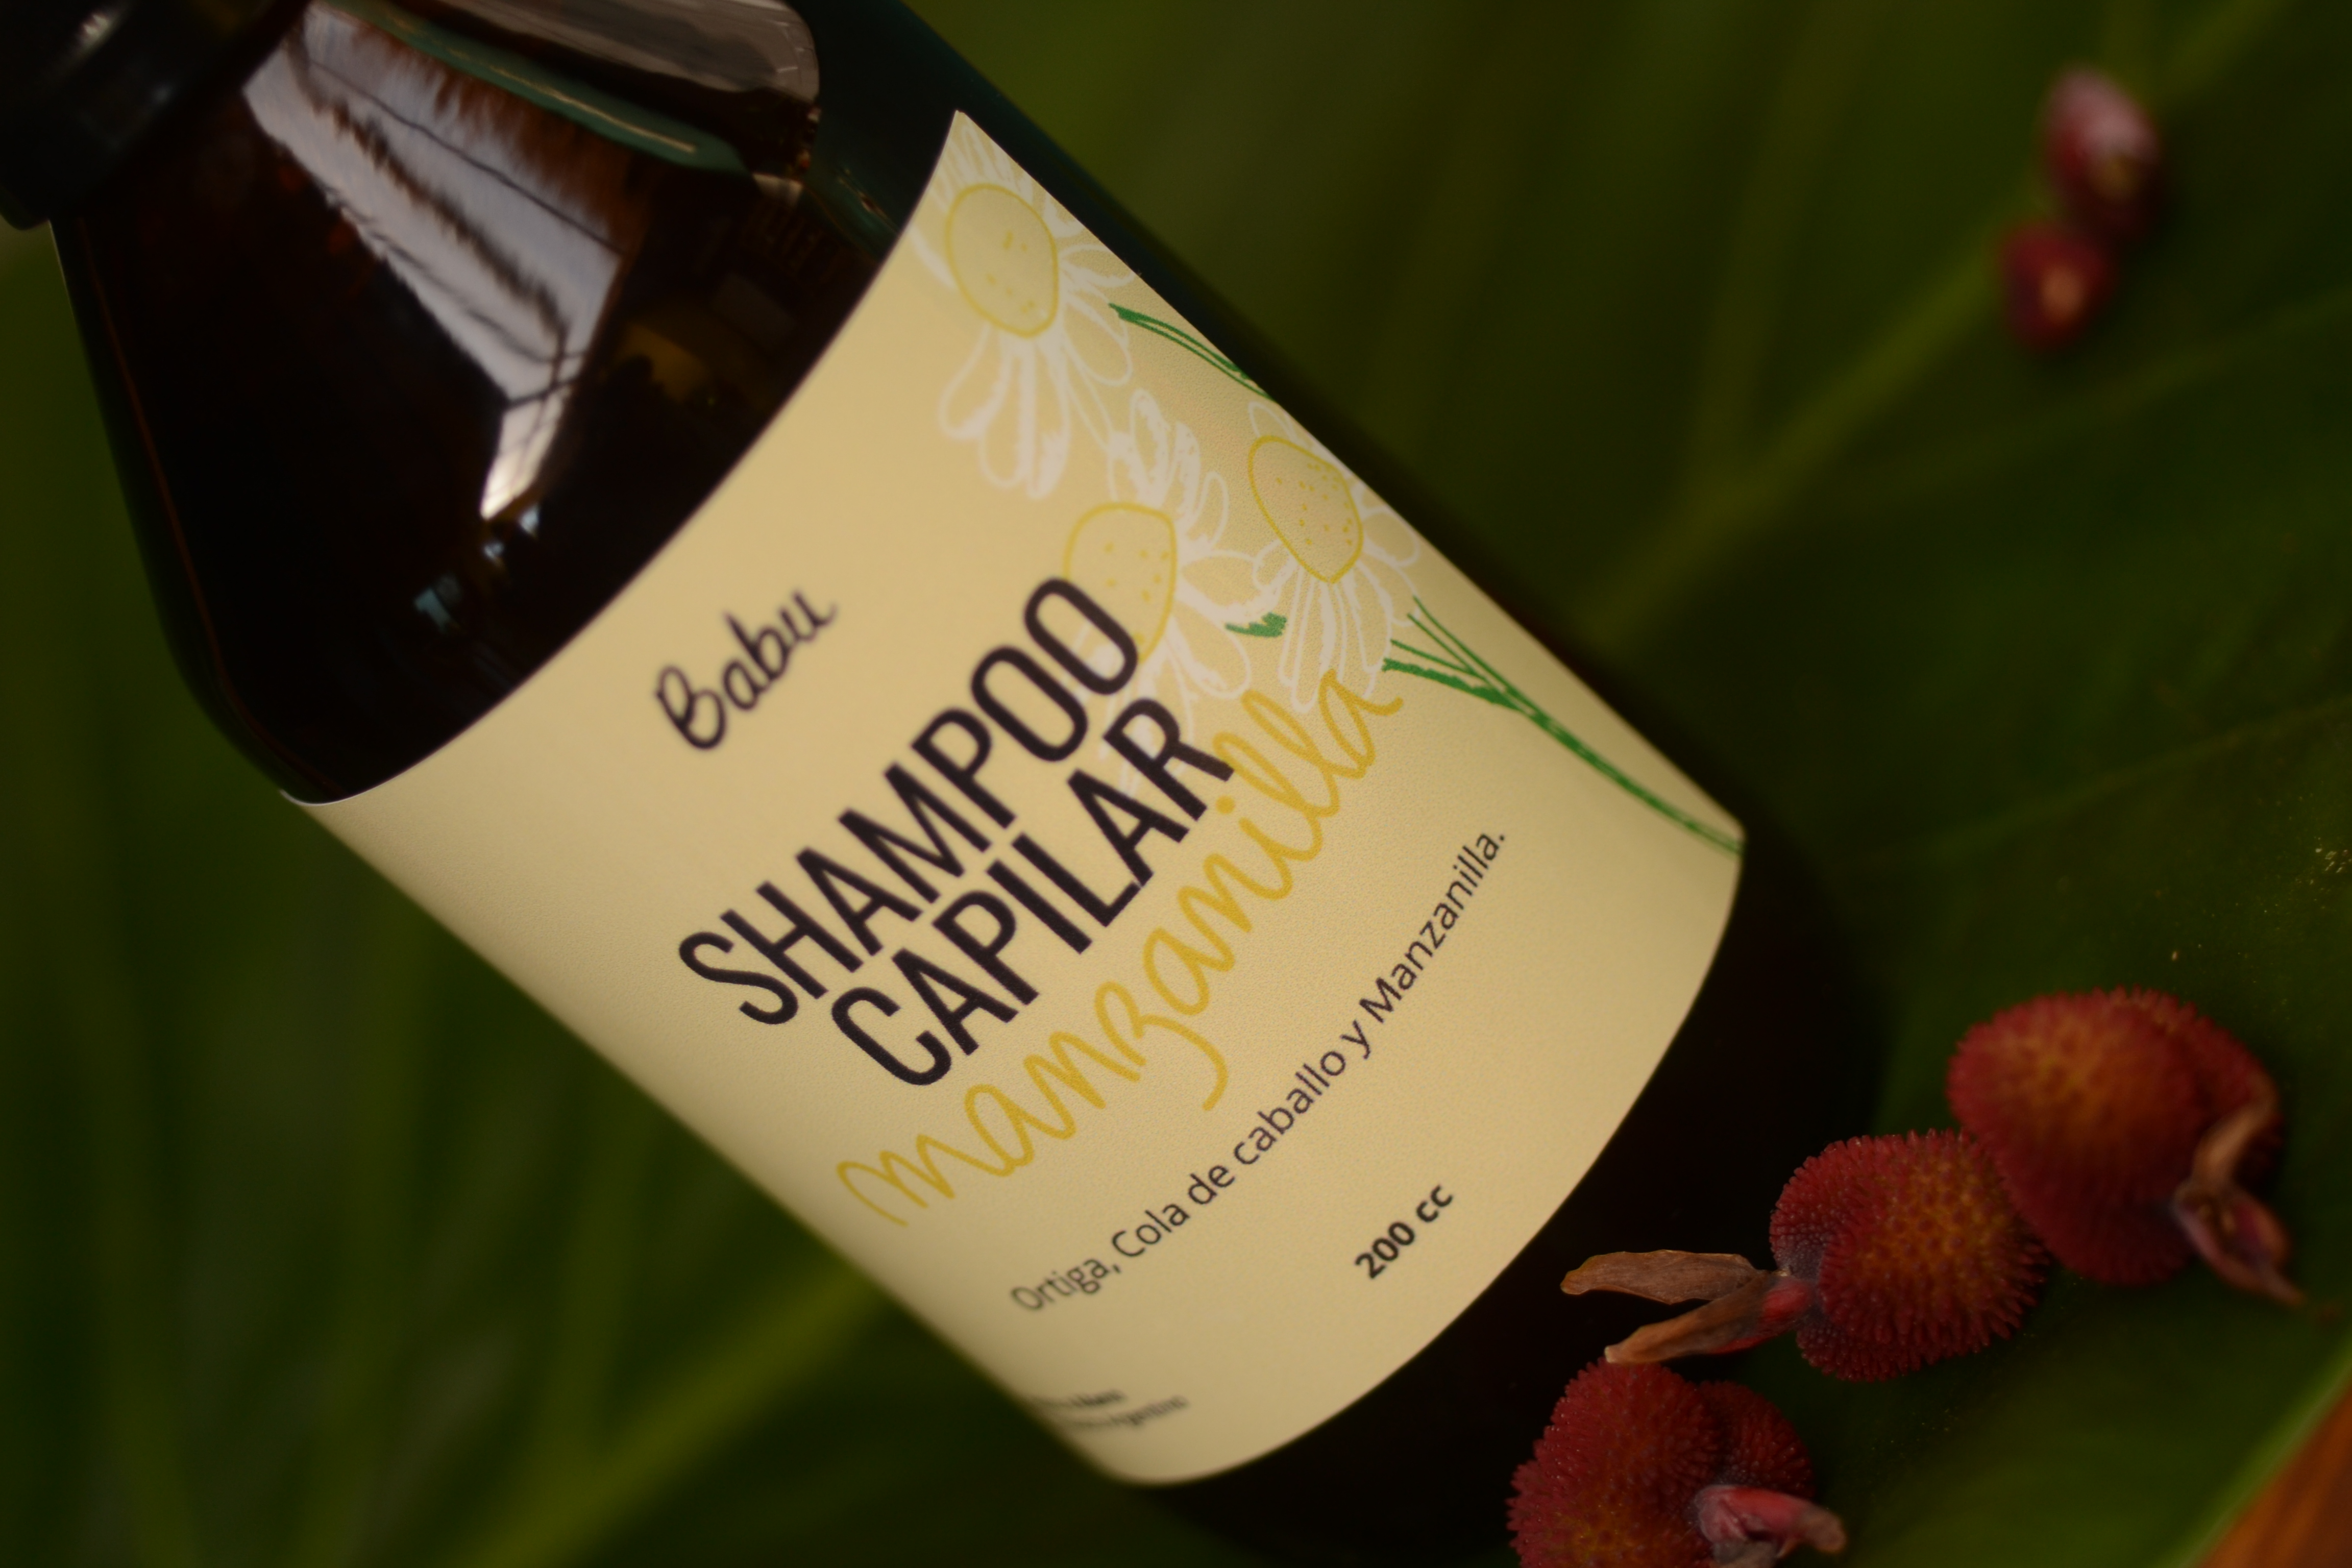 Babu
SHAMPOO
CAPILAR
manzanilla
Ortiga, Cola de caballo y Manzanilla.
200 cc